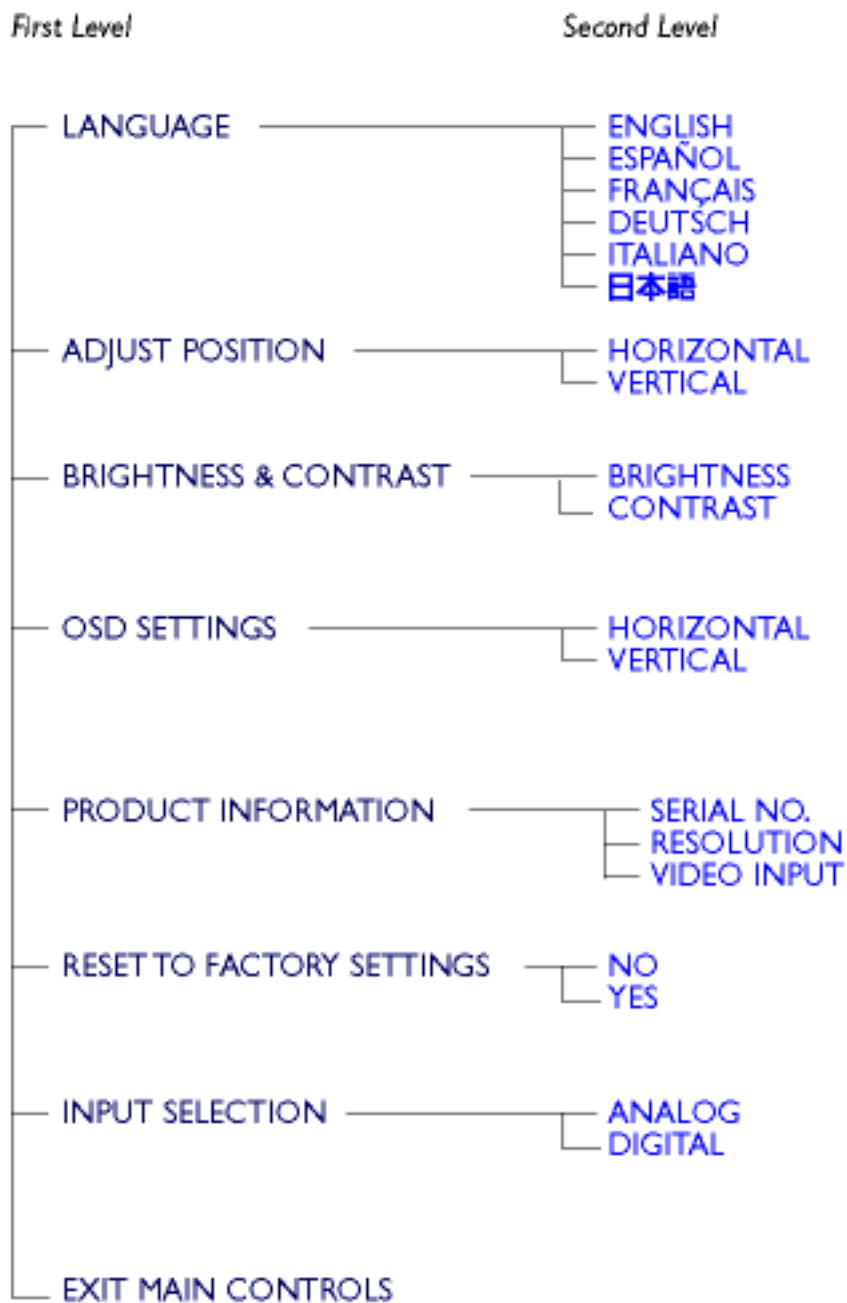 First Level Second Level
LANGUAGE ENGLISH
ESPAÑOL
FRANÇAIS
DEUTSCH
ITALIANO
日本語
ADJUST POSITION HORIZONTAL
VERTICAL
BRIGHTNESS & CONTRAST BRIGHTNESS
CONTRAST
OSD SETTINGS HORIZONTAL
VERTICAL
PRODUCT INFORMATION SERIAL NO.
RESOLUTION
VIDEO INPUT
RESET TO FACTORY SETTINGS NO
YES
INPUT SELECTION ANALOG
DIGITAL
EXIT MAIN CONTROLS